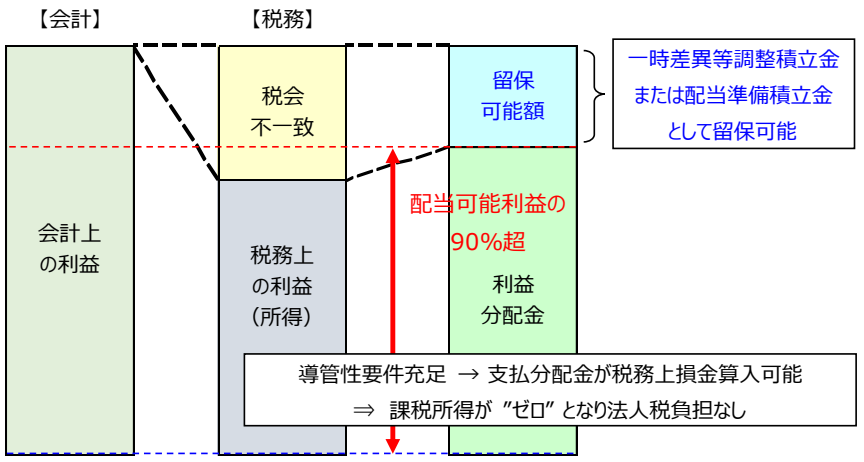 【会計】
【税務】
会計上
の利益
税会
不一致
税務上
の利益
（所得）
留保
可能額
一時差異等調整積立金
または配当準備積立金
として留保可能
配当可能利益の
90％超
利益
分配金
導管性要件充足 → 支払分配金が税務上損金算入可能
⇒ 課税所得が ”ゼロ” となり法人税負担なし